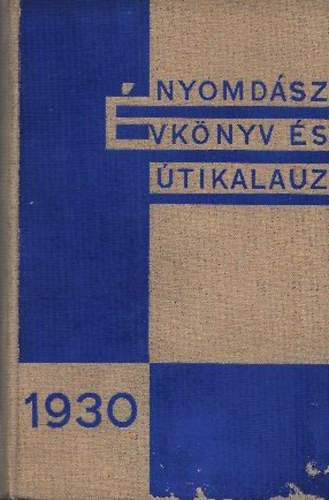 NYOMDÁSZ
ÉVKÖNYV ÉS
ÚTIKALAUZ
1930